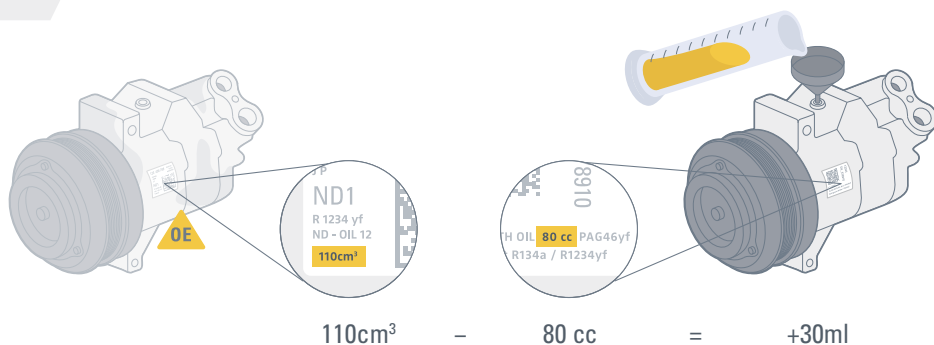 OE
ND1
R 1234 yf
ND - OIL 12
110cm³
8910
TH OIL 80 cc PAG46yf
R134a / R1234yf
110cm³ – 80 cc = +30ml